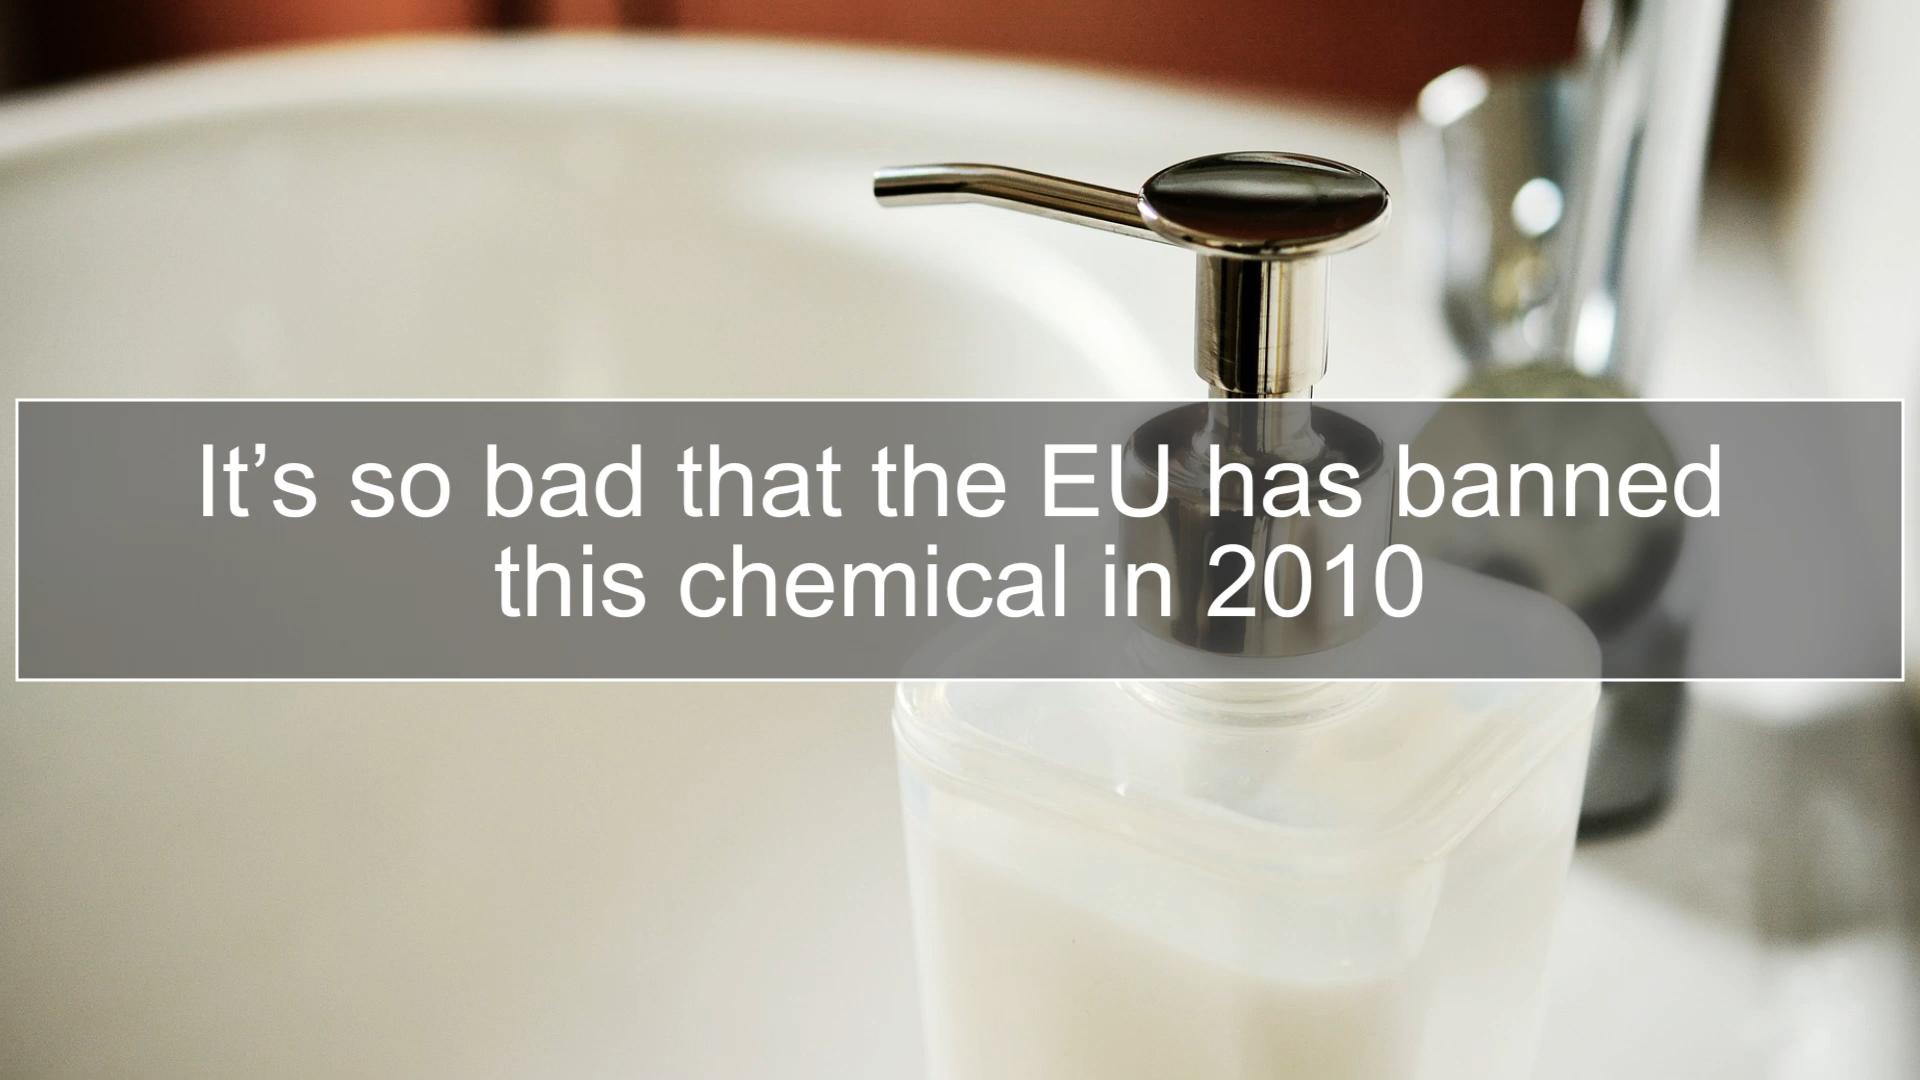 It’s so bad that the EU has banned
this chemical in 2010